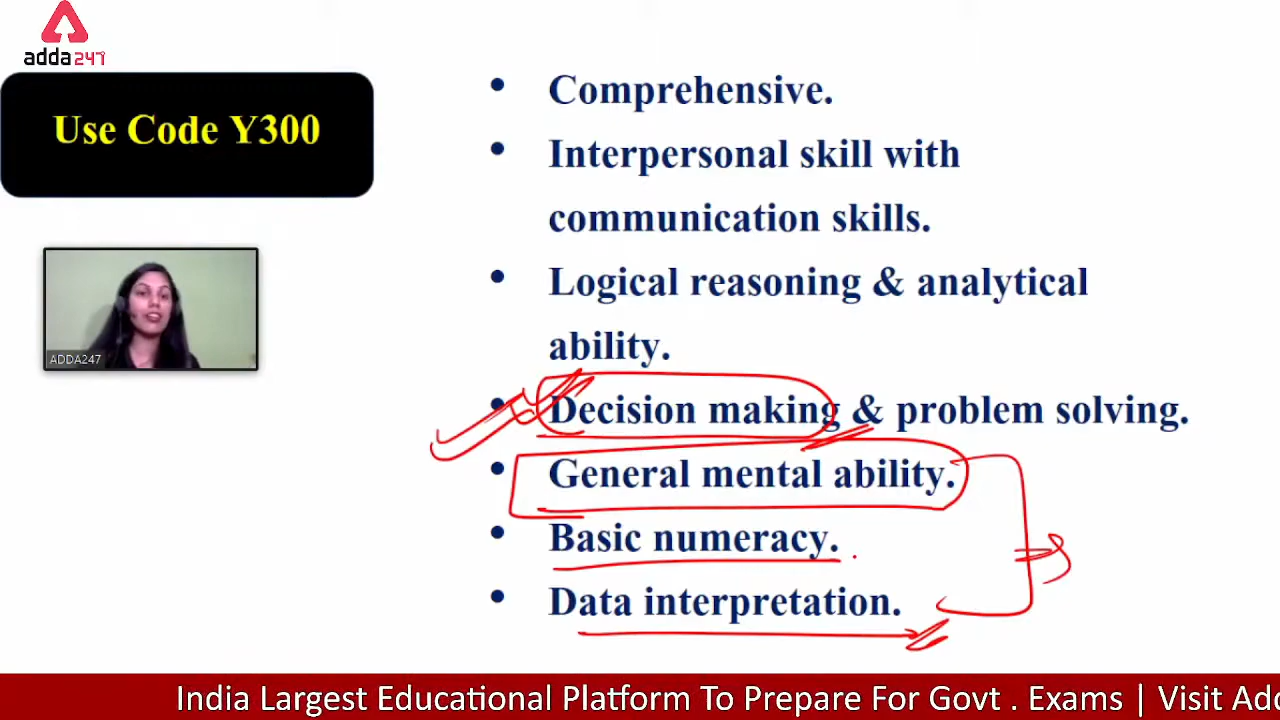 adda247
Use Code Y300
ADDA247
• Comprehensive.
• Interpersonal skill with
communication skills.
• Logical reasoning & analytical
ability.
• Decision making & problem solving.
• General mental ability.
• Basic numeracy.
• Data interpretation.
India Largest Educational Platform To Prepare For Govt . Exams | Visit Add